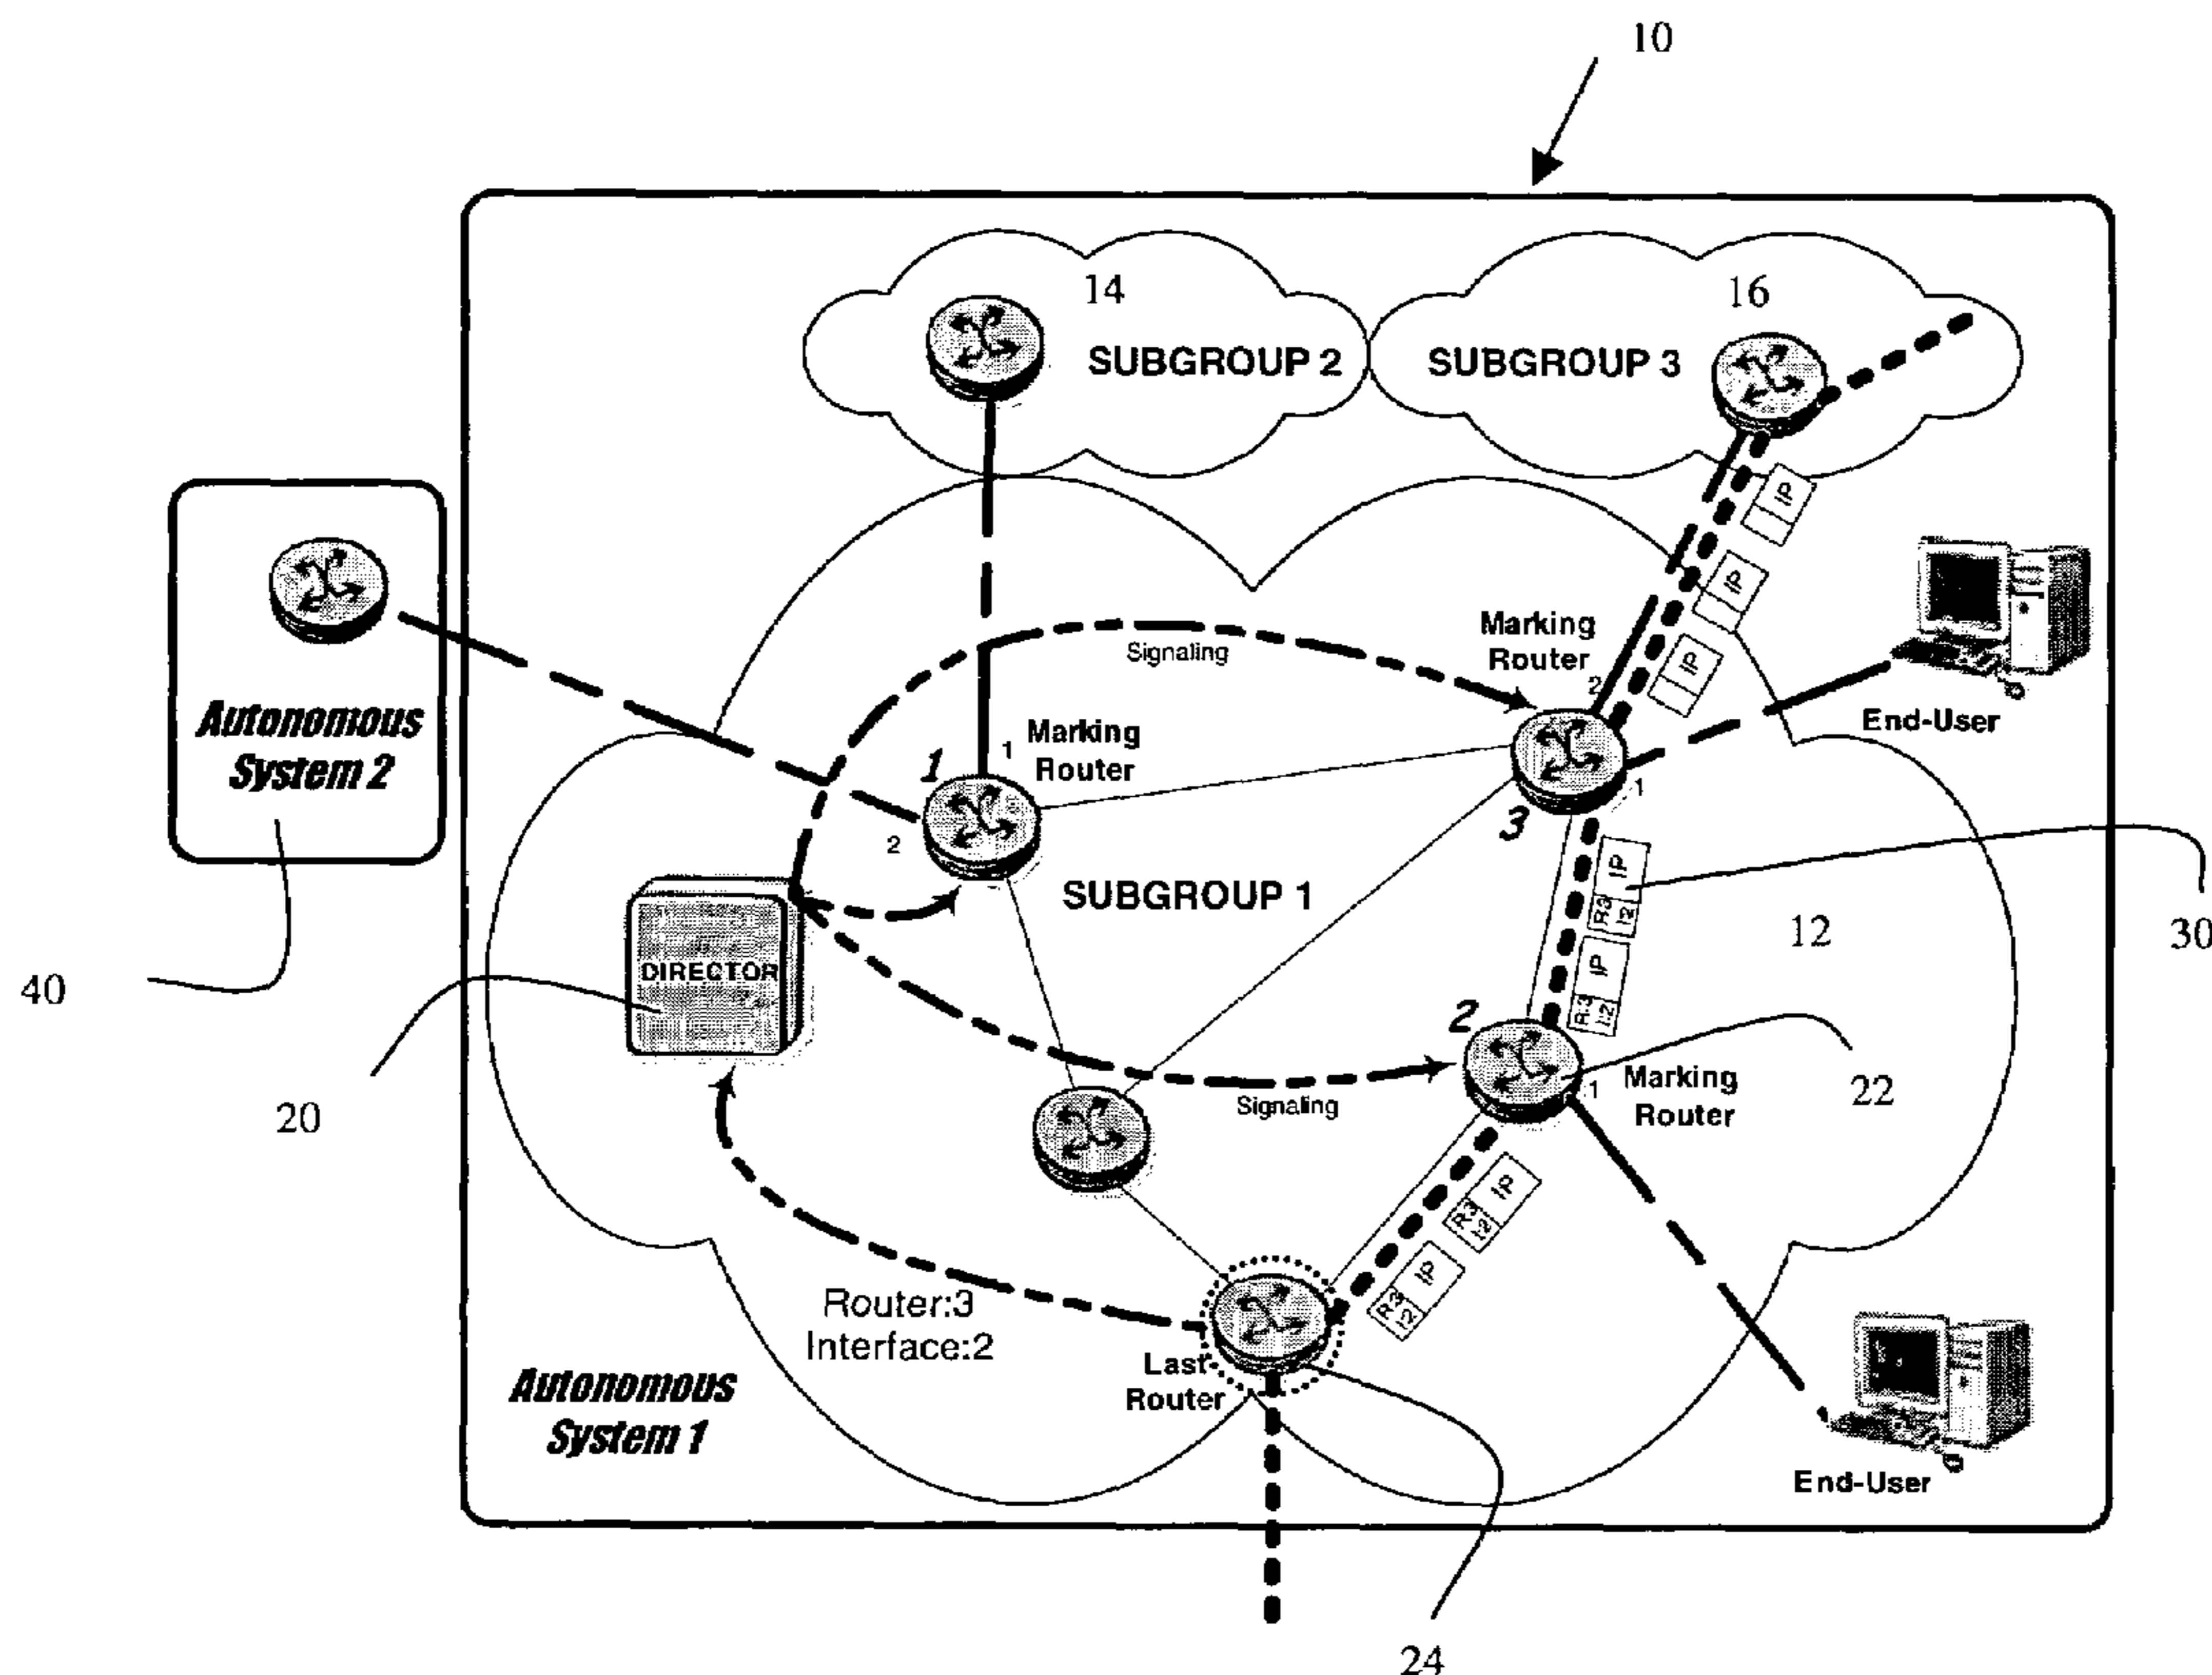 10
14
SUBGROUP 2
16
SUBGROUP 3
IP
IP
IP
Signaling
Marking
Router
2
End-User
Autonomous
System 2
1
1
Marking
Router
2
3
1
SUBGROUP 1
IP
R3
I2
IP
R3
I:2
12
30
40
DIRECTOR
20
2
Signaling
1
Marking
Router
22
IP
R3
I:2
IP
R3
I:2
Router:3
Interface:2
Last
Router
Autonomous
System 1
End-User
24